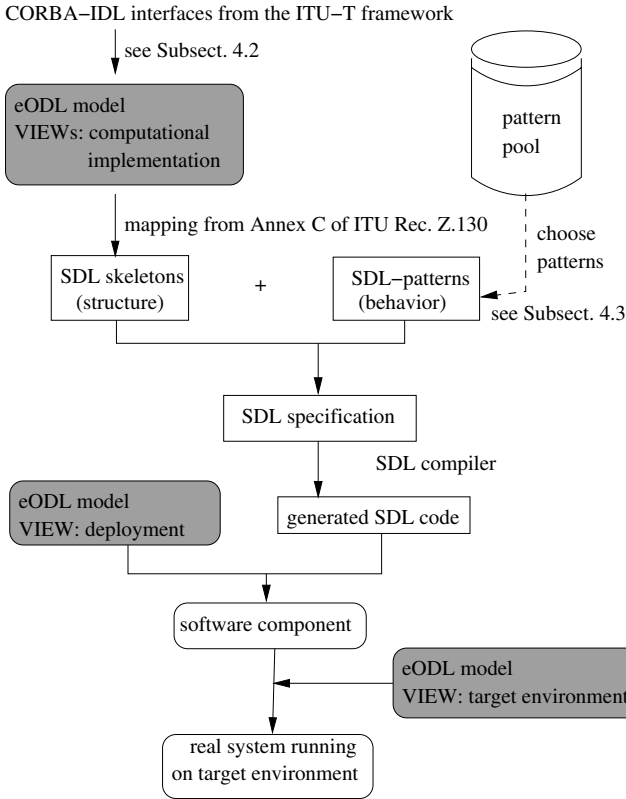 CORBA−IDL interfaces from the ITU−T framework
see Subsect. 4.2
eODL model
VIEWs: computational
implementation
pattern
pool
mapping from Annex C of ITU Rec. Z.130
choose
patterns
SDL skeletons
(structure)
+
SDL−patterns
(behavior)
see Subsect. 4.3
SDL specification
SDL compiler
eODL model
VIEW: deployment
generated SDL code
software component
eODL model
VIEW: target environment
real system running
on target environment